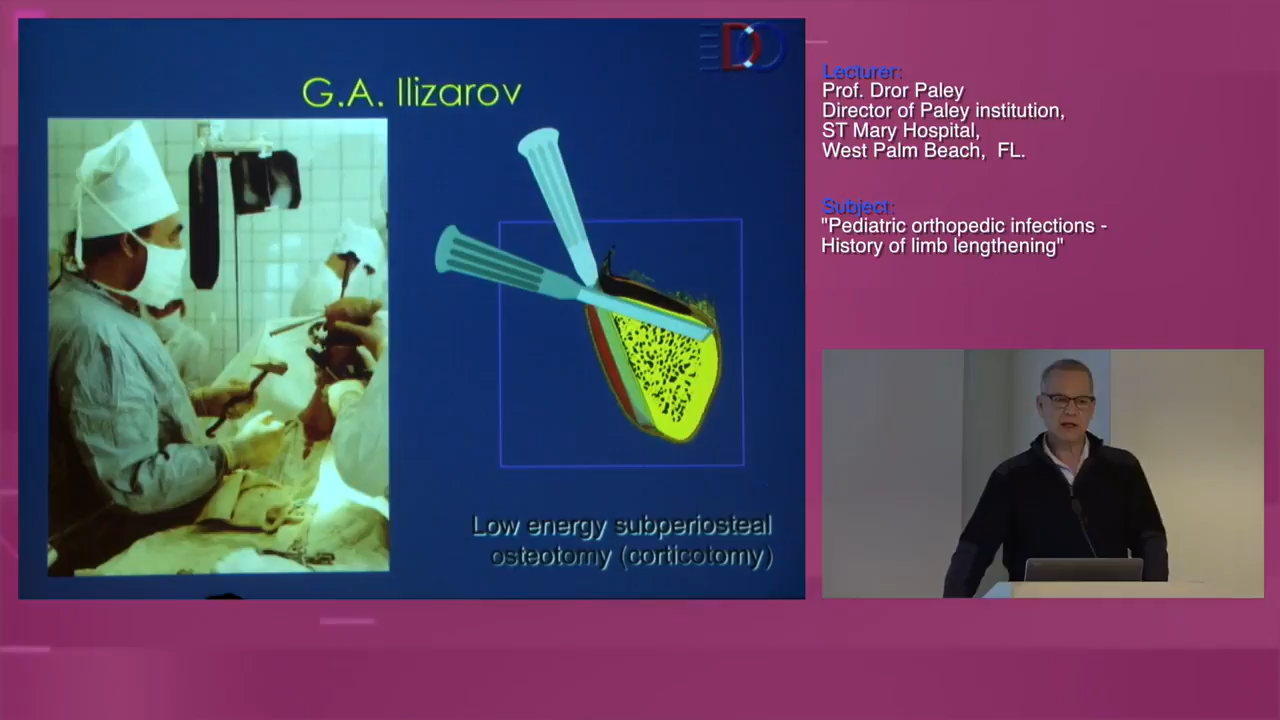 EDO
G.A. Ilizarov
Low energy subperiosteal
osteotomy (corticotomy)
Lecturer:
Prof. Dror Paley
Director of Paley institution,
ST Mary Hospital,
West Palm Beach, FL.
Subject:
"Pediatric orthopedic infections -
History of limb lengthening"